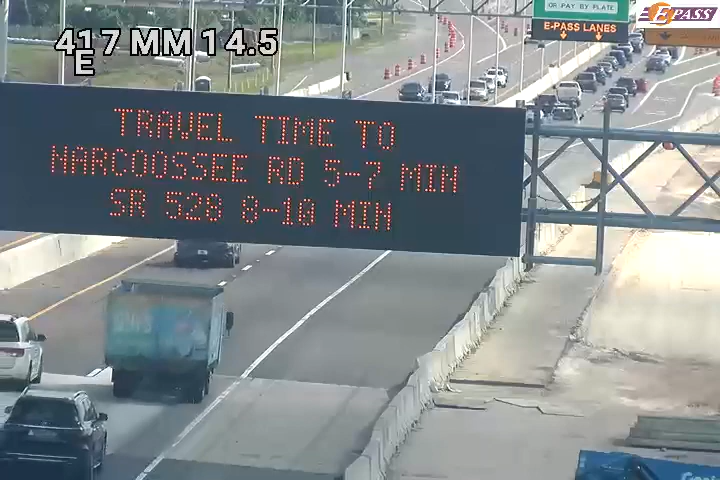 417 MM 14.5
E
OR PAY BY PLATE
E-PASS LANES
E-PASS
TRAVEL TIME TO
NARCOOSSEE RD 5-7 MIN
SR 528 8-10 MIN